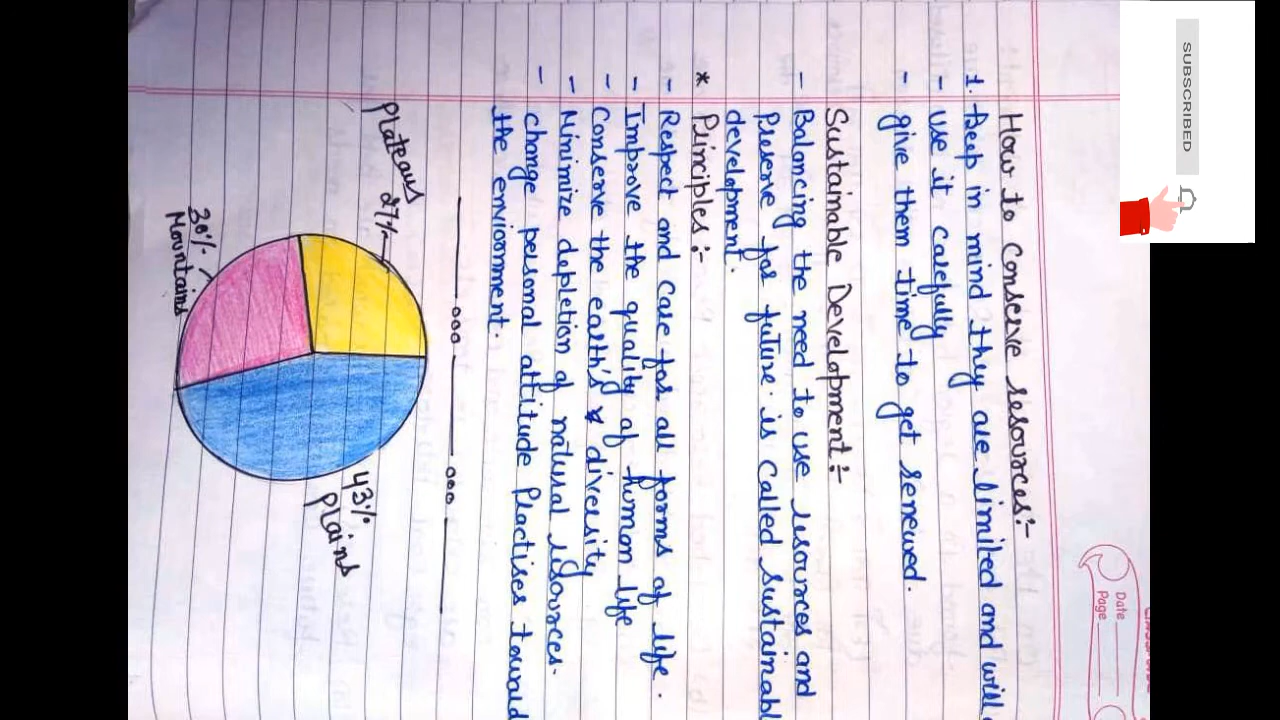 How to Conserve resources:-
1. Keep in mind they are limited and will
- use it carefully
- give them time to get renewed.
Sustainable Development:-
- Balancing the need to use resources and
Preserve for future is called Sustainabl
development.
* Principles:-
- Respect and care for all forms of life.
- Improve the quality of human life
- Conserve the earth's & diversity
- Minimize depletion of natural resources.
- change personal attitude Practises toward
the environment.
Plateaus
27%
30%
Mountains
43%
Plains
Date
Page
SUBSCRIBED